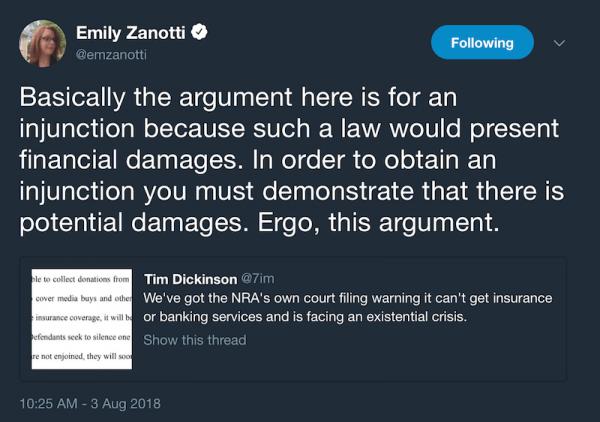 Emily Zanotti
@emzanotti
Following
Basically the argument here is for an
injunction because such a law would present
financial damages. In order to obtain an
injunction you must demonstrate that there is
potential damages. Ergo, this argument.
ble to collect donations from
cover media buys and other
insurance coverage, it will be
Defendants seek to silence one
re not enjoined, they will soon
Tim Dickinson @7im
We've got the NRA's own court filing warning it can't get insurance
or banking services and is facing an existential crisis.
Show this thread
10:25 AM - 3 Aug 2018